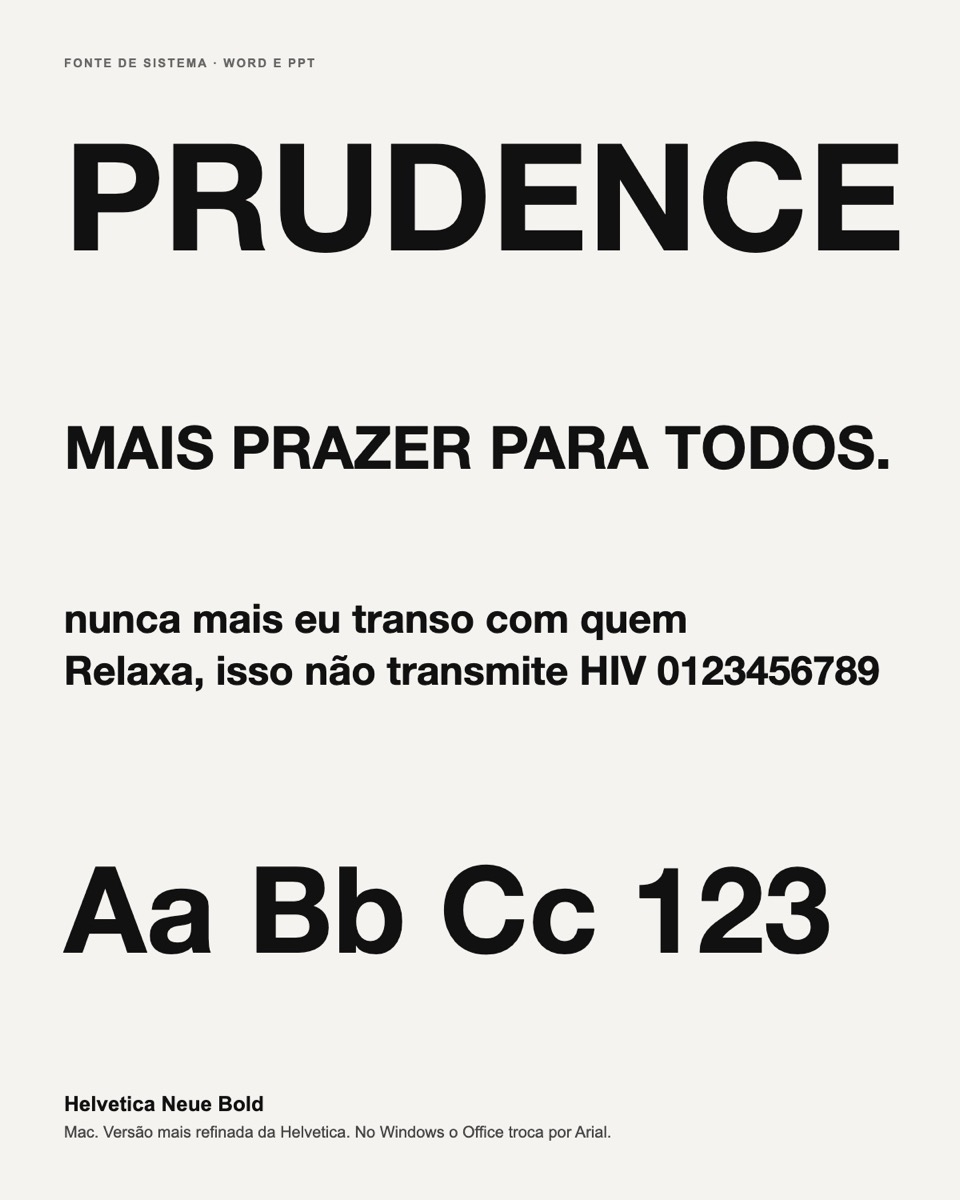 FONTE DE SISTEMA · WORD E PPT
PRUDENCE
MAIS PRAZER PARA TODOS.
nunca mais eu transo com quem
Relaxa, isso não transmite HIV 0123456789
Aa Bb Cc 123
Helvetica Neue Bold
Mac. Versão mais refinada da Helvetica. No Windows o Office troca por Arial.